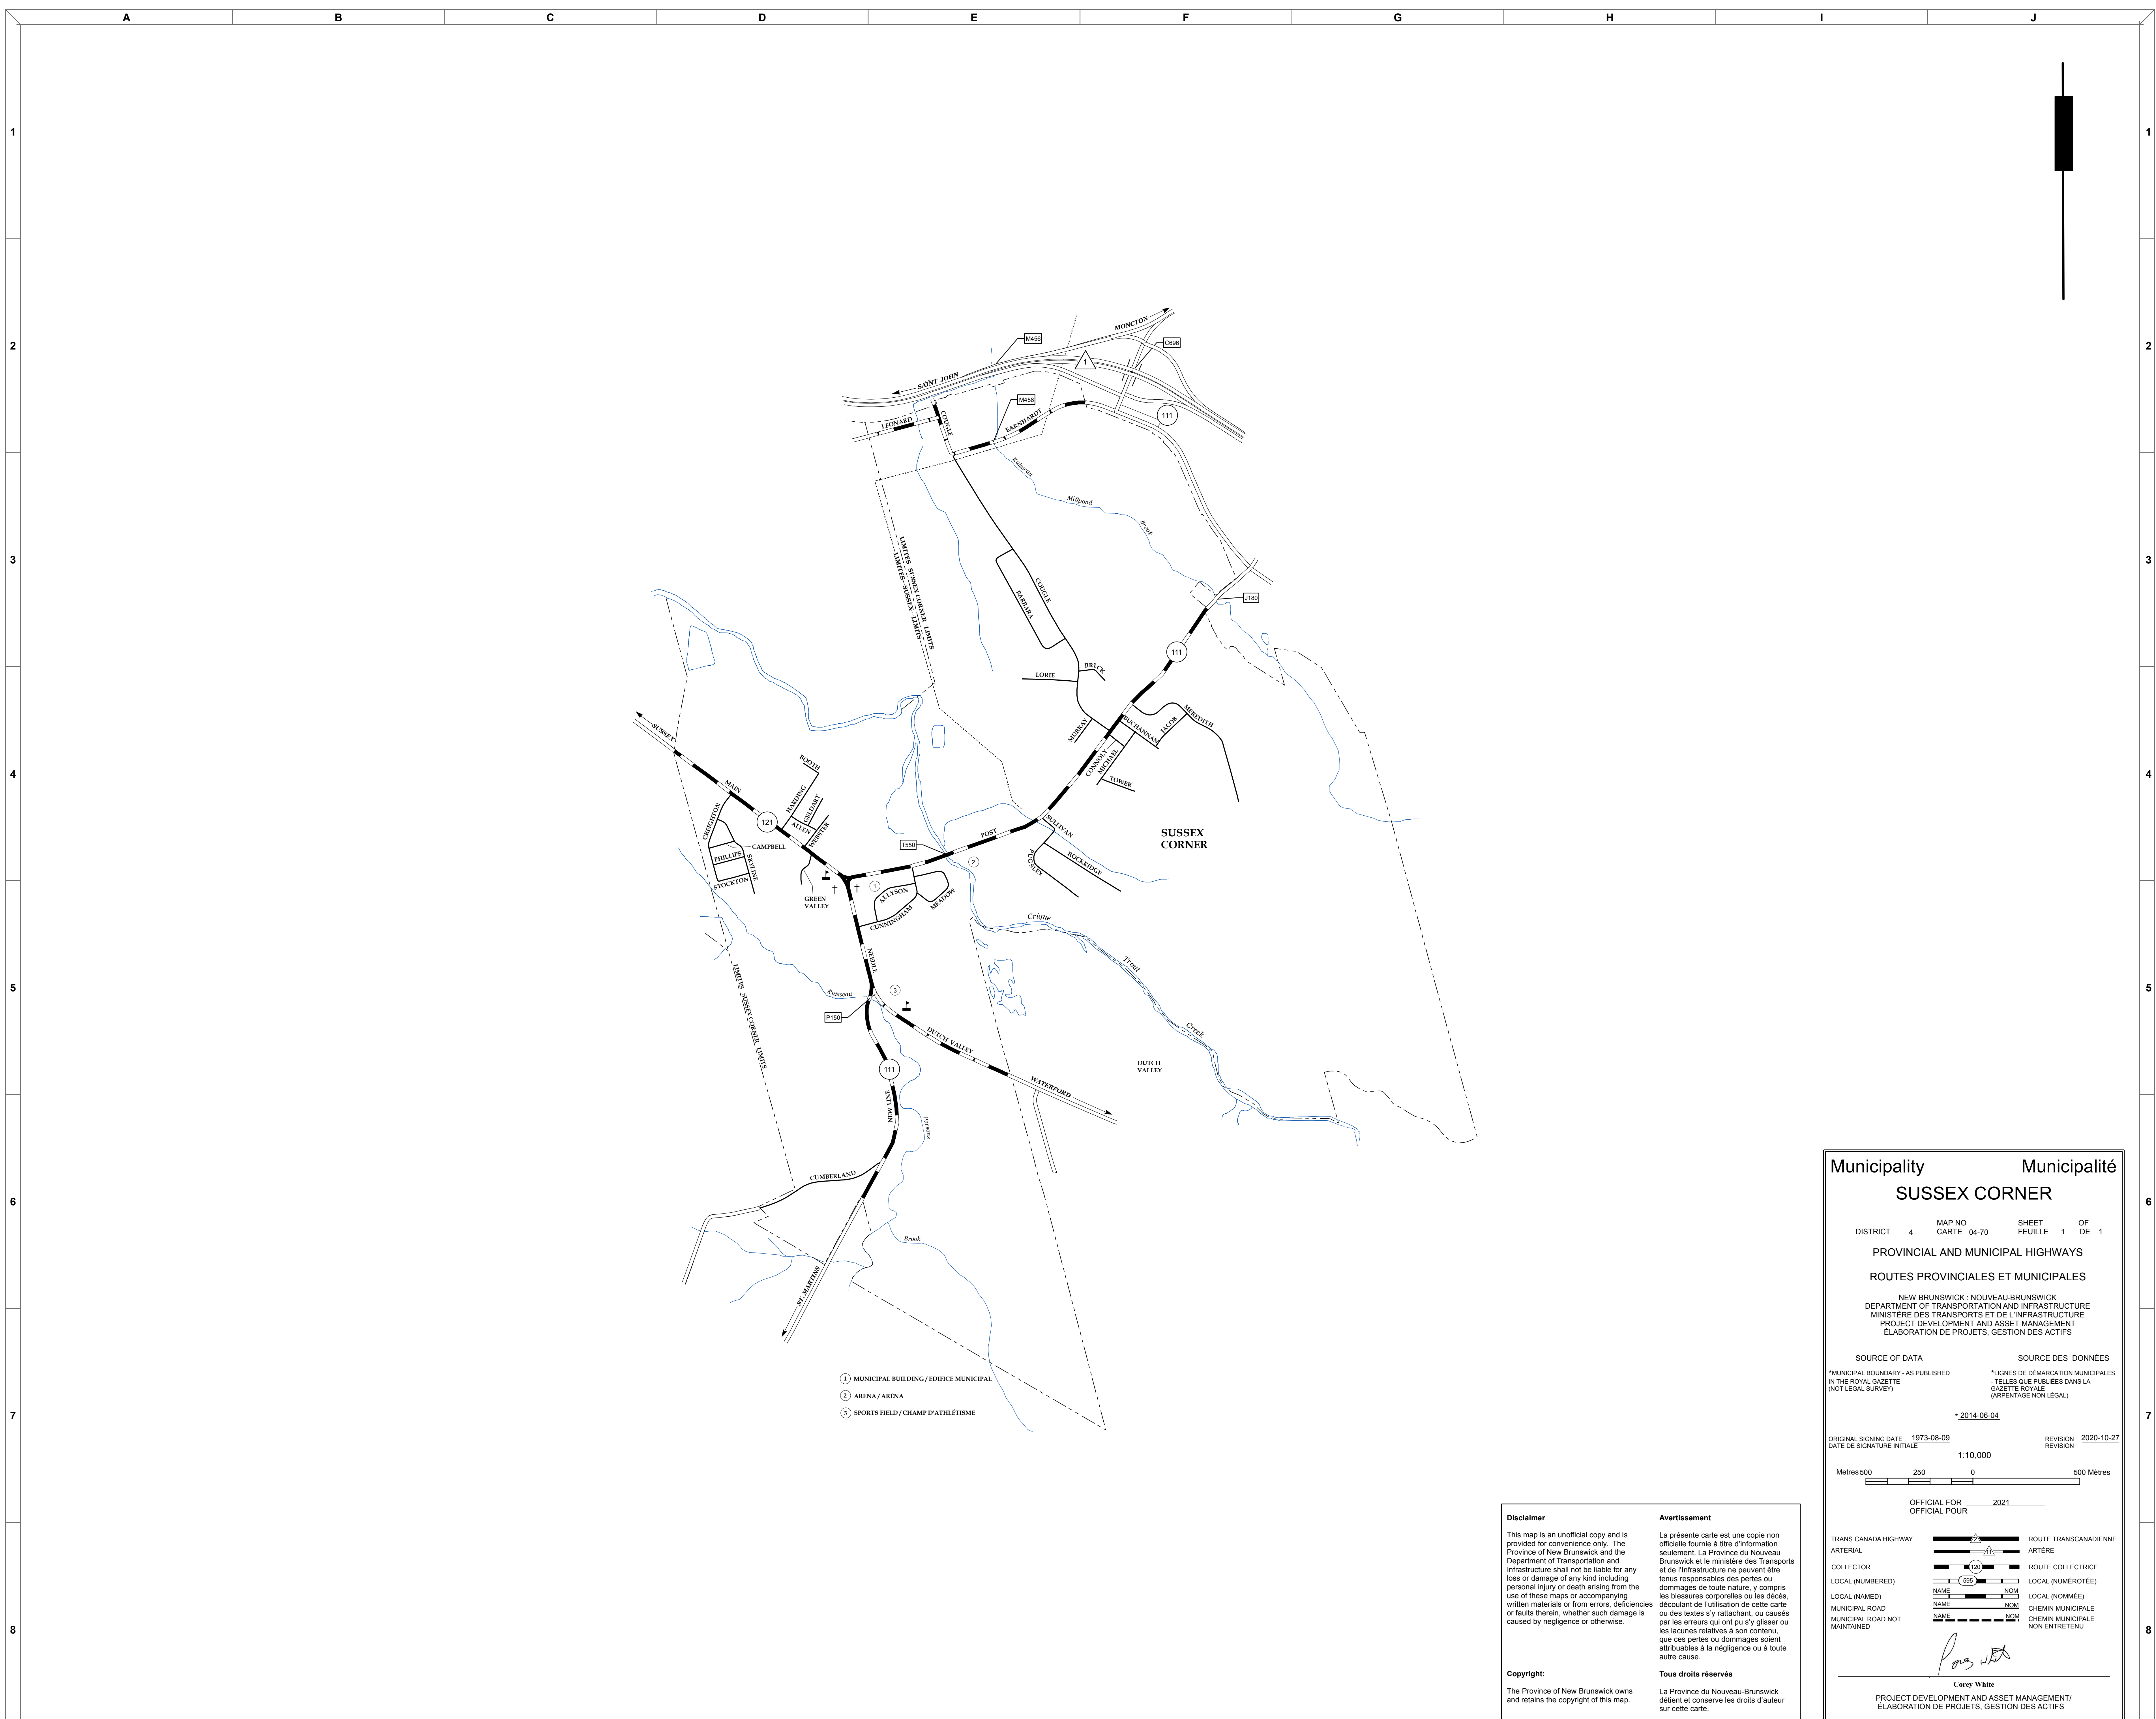 A B C D E F G H I J
1 1
2 2
3 3
4 4
5 5
6 6
7 7
8 8
MONCTON
M456
C696
1
SAINT JOHN
M458
111
LEONARD
COUGLE
EARNHARDT
Ruisseau
Millpond
Brook
LIMITES SUSSEX CORNER LIMITS
LIMITES SUSSEX LIMITS
COUGLE
BARBARA
J180
111
BRICK
LORIE
MURRAY
BUCHANNAN
JACOB
MEREDITH
CONNOLY
MICHAEL
TOWER
SUSSEX
MAIN
BOOTH
HARDING
GELDART
ALLEN
WEBSTER
121
CREIGHTON
CAMPBELL
PHILLIPS
SKYLINE
STOCKTON
GREEN
VALLEY
T550
POST
SULLIVAN
ROCKRIDGE
PUGSLEY
SUSSEX
CORNER
1
2
ALLYSON
MEADOW
CUNNINGHAM
Crique
Trout
Creek
NEEDLE
3
Ruisseau
P150
DUTCH VALLEY
LIMITES SUSSEX CORNER LIMITS
DUTCH
VALLEY
111
WATERFORD
NEW LINE
Parsons
CUMBERLAND
Brook
ST. MARTINS
1 MUNICIPAL BUILDING / EDIFICE MUNICIPAL
2 ARENA / ARÉNA
3 SPORTS FIELD / CHAMP D'ATHLÉTISME
Disclaimer
This map is an unofficial copy and is
provided for convenience only. The
Province of New Brunswick and the
Department of Transportation and
Infrastructure shall not be liable for any
loss or damage of any kind including
personal injury or death arising from the
use of these maps or accompanying
written materials or from errors, deficiencies
or faults therein, whether such damage is
caused by negligence or otherwise.
Copyright:
The Province of New Brunswick owns
and retains the copyright of this map.
Avertissement
La présente carte est une copie non
officielle fournie à titre d'information
seulement. La Province du Nouveau
Brunswick et le ministère des Transports
et de l'Infrastructure ne peuvent être
tenus responsables des pertes ou
dommages de toute nature, y compris
les blessures corporelles ou les décès,
découlant de l'utilisation de cette carte
ou des textes s'y rattachant, ou causés
par les erreurs qui ont pu s'y glisser ou
les lacunes relatives à son contenu,
que ces pertes ou dommages soient
attribuables à la négligence ou à toute
autre cause.
Tous droits réservés
La Province du Nouveau-Brunswick
détient et conserve les droits d'auteur
sur cette carte.
Municipality Municipalité
SUSSEX CORNER
MAP NO SHEET OF
DISTRICT 4 CARTE 04-70 FEUILLE 1 DE 1
PROVINCIAL AND MUNICIPAL HIGHWAYS
ROUTES PROVINCIALES ET MUNICIPALES
NEW BRUNSWICK : NOUVEAU-BRUNSWICK
DEPARTMENT OF TRANSPORTATION AND INFRASTRUCTURE
MINISTÈRE DES TRANSPORTS ET DE L'INFRASTRUCTURE
PROJECT DEVELOPMENT AND ASSET MANAGEMENT
ÉLABORATION DE PROJETS, GESTION DES ACTIFS
SOURCE OF DATA SOURCE DES DONNÉES
*MUNICIPAL BOUNDARY - AS PUBLISHED
IN THE ROYAL GAZETTE
(NOT LEGAL SURVEY)
*LIGNES DE DÉMARCATION MUNICIPALES
- TELLES QUE PUBLIÉES DANS LA
GAZETTE ROYALE
(ARPENTAGE NON LÉGAL)
* 2014-06-04
ORIGINAL SIGNING DATE 1973-08-09 REVISION 2020-10-27
DATE DE SIGNATURE INITIALE REVISION
1:10,000
Metres 500 250 0 500 Mètres
OFFICIAL FOR 2021
OFFICIAL POUR
TRANS CANADA HIGHWAY 2 ROUTE TRANSCANADIENNE
ARTERIAL 11 ARTÈRE
COLLECTOR 120 ROUTE COLLECTRICE
LOCAL (NUMBERED) 595 LOCAL (NUMÉROTÉE)
LOCAL (NAMED) NAME NOM LOCAL (NOMMÉE)
MUNICIPAL ROAD NAME NOM CHEMIN MUNICIPALE
MUNICIPAL ROAD NOT NAME NOM CHEMIN MUNICIPALE
MAINTAINED NON ENTRETENU
Corey White
Corey White
PROJECT DEVELOPMENT AND ASSET MANAGEMENT/
ÉLABORATION DE PROJETS, GESTION DES ACTIFS